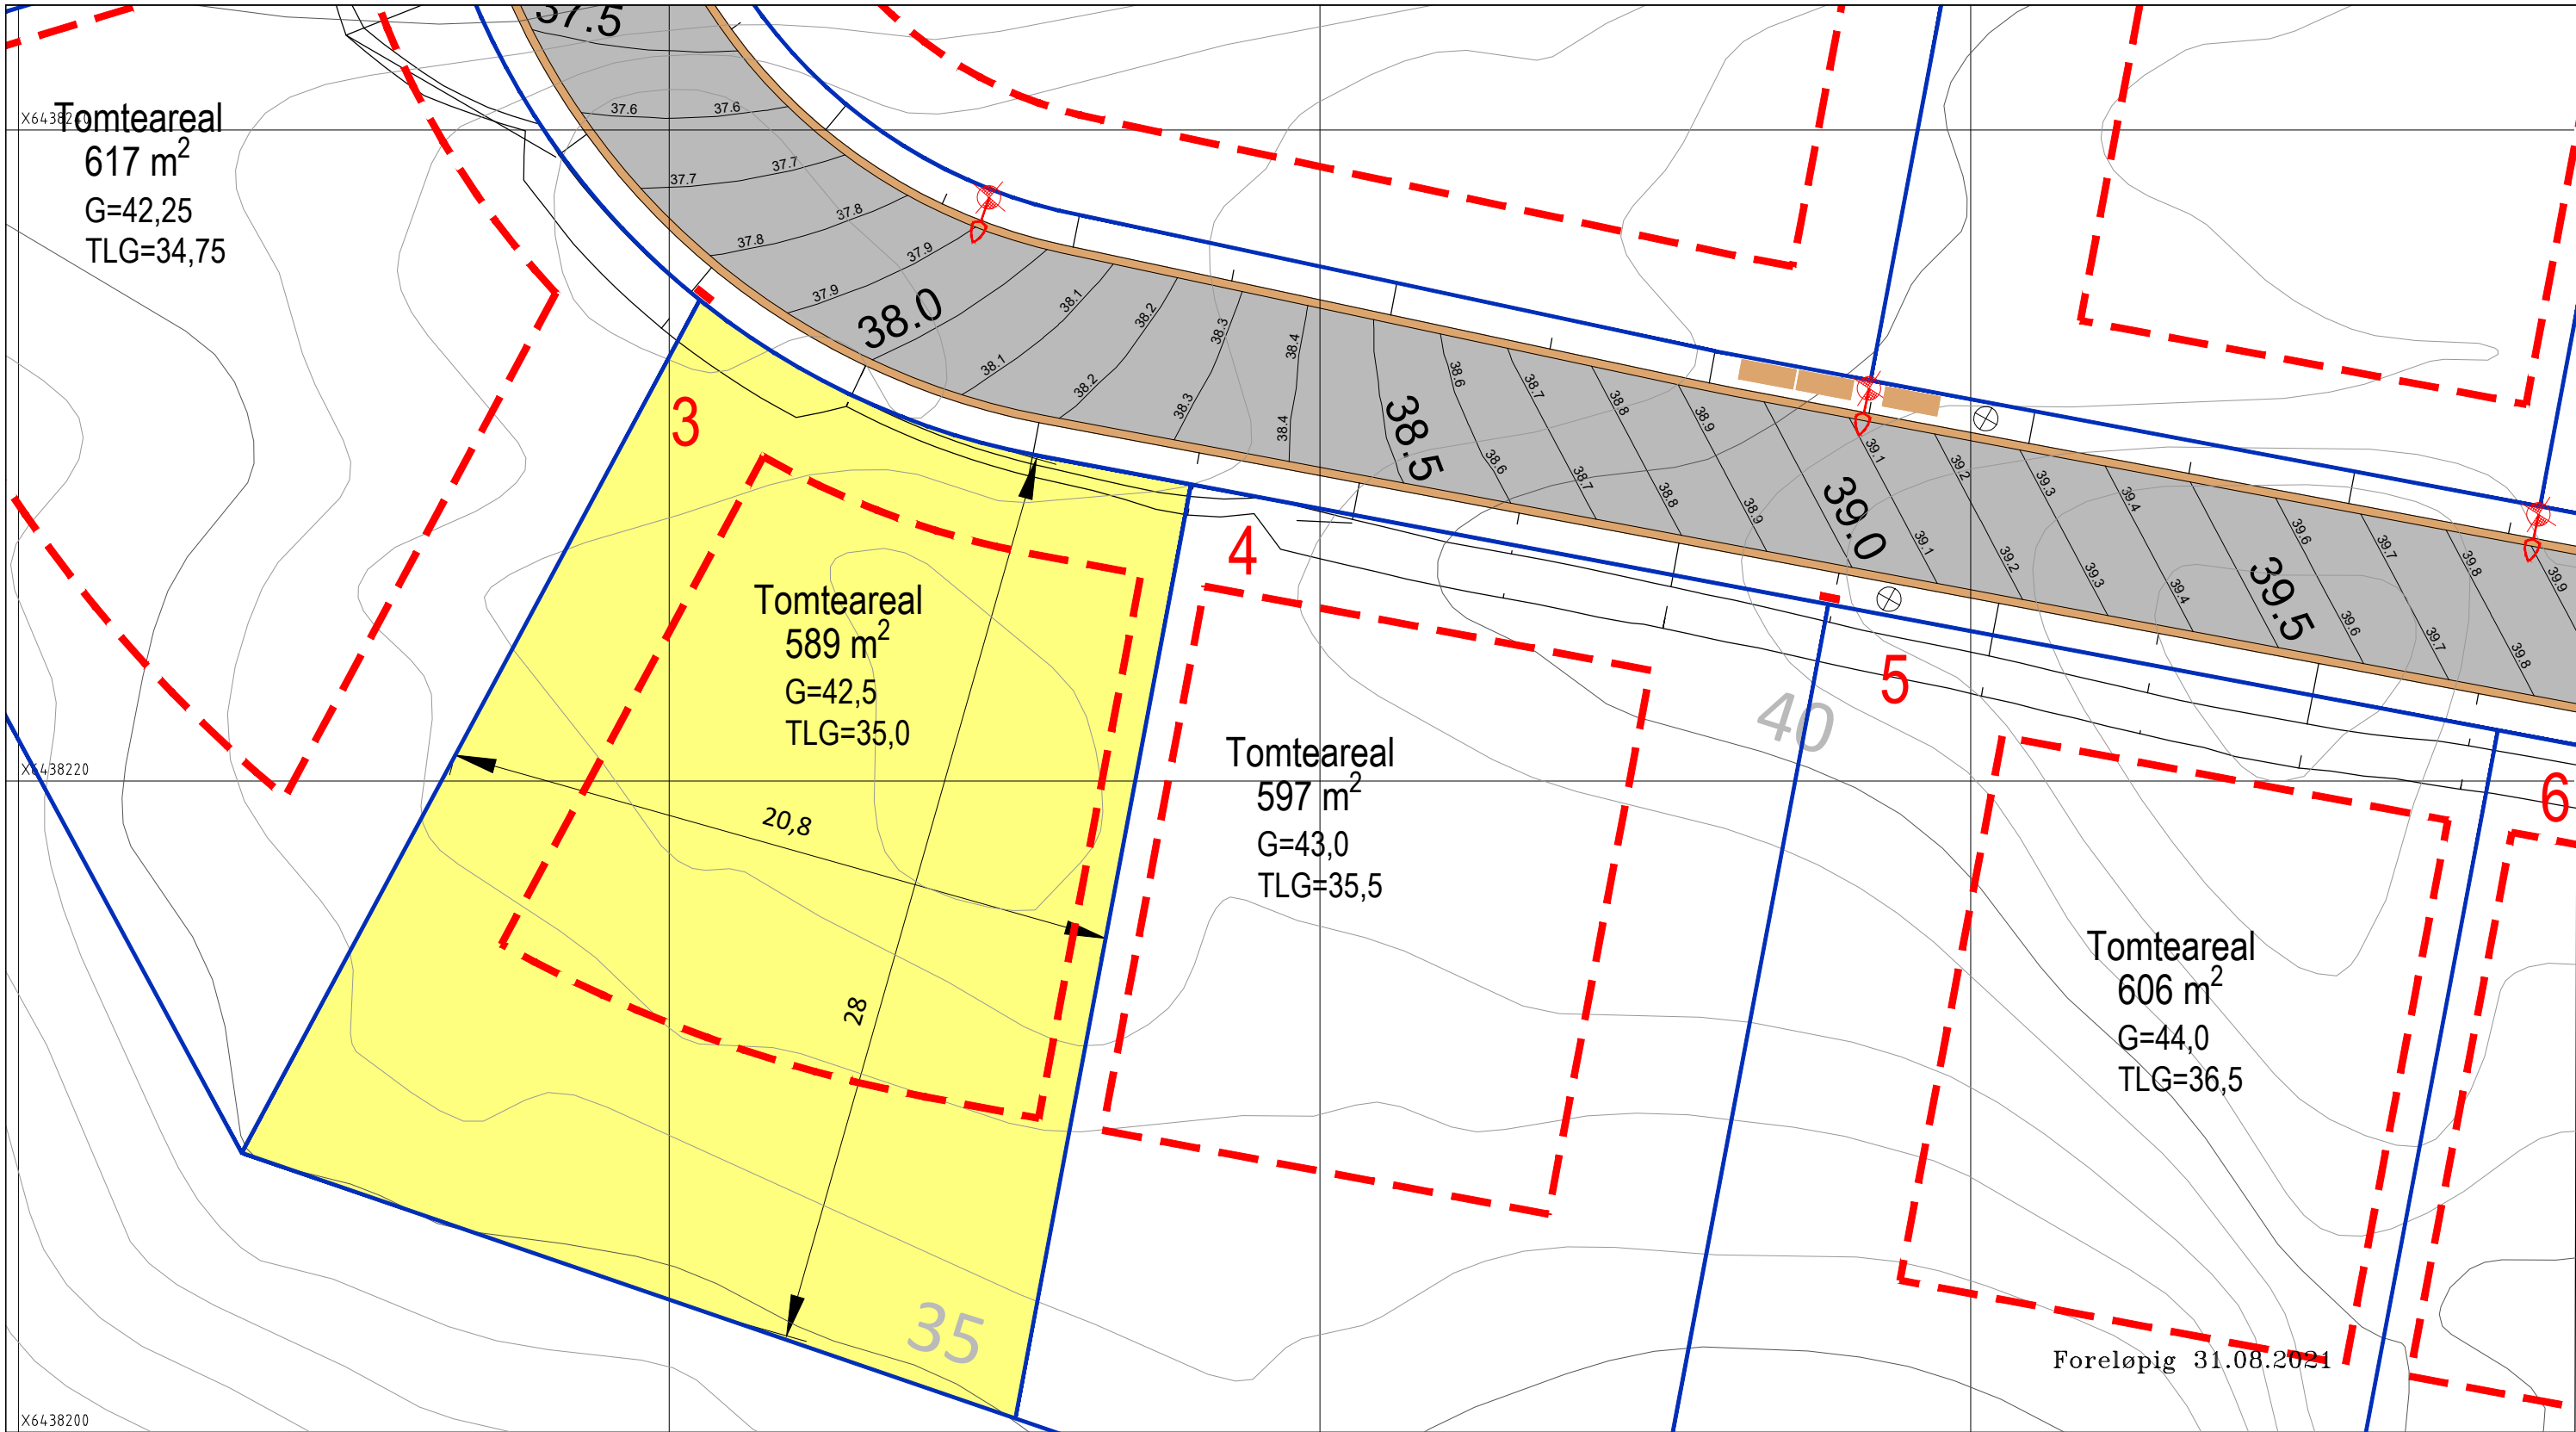 37.5
X6438240
Tomteareal
617 m²
G=42,25
TLG=34,75
37.6
37.6
37.7
37.7
37.8
37.8
37.9
37.9
38.0
38.1
38.1
38.2
38.2
38.3
38.3
38.4
38.4
38.5
38.6
38.6
38.7
38.7
38.8
38.8
38.9
38.9
39.0
39.1
39.1
39.2
39.2
39.3
39.3
39.4
39.4
39.5
39.6
39.6
39.7
39.7
39.8
39.8
39.9
3
4
5
6
Tomteareal
589 m²
G=42,5
TLG=35,0
20,8
28
35
Tomteareal
597 m²
G=43,0
TLG=35,5
40
Tomteareal
606 m²
G=44,0
TLG=36,5
X6438220
Foreløpig 31.08.2021
X6438200